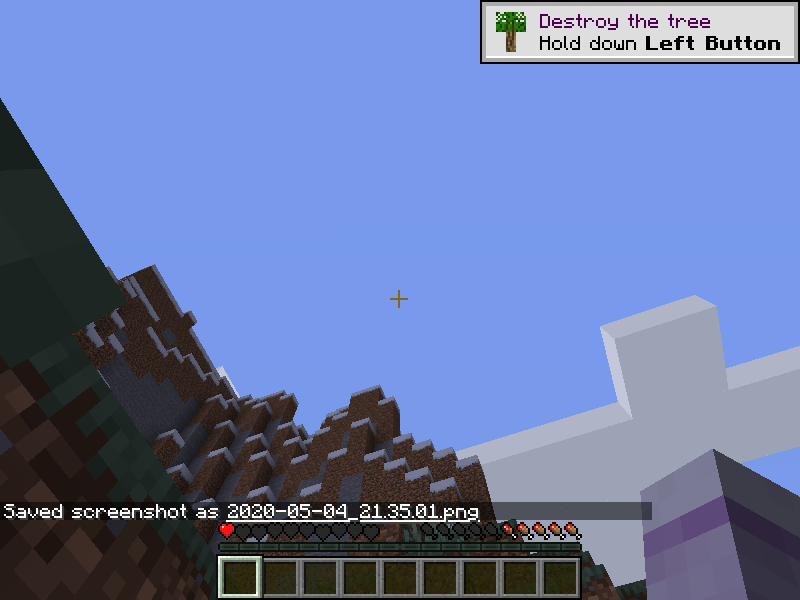 Destroy the tree
Hold down Left Button
Saved screenshot as 2020-05-04_21.35.01.png